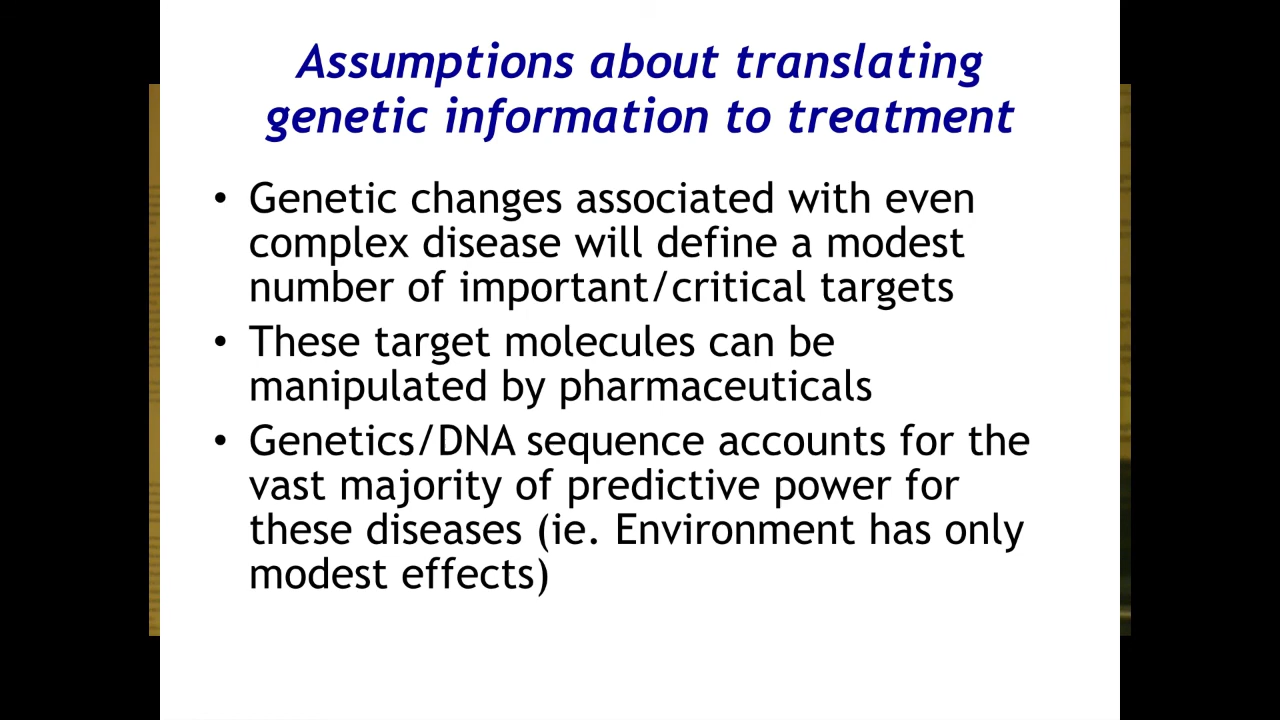 Assumptions about translating
genetic information to treatment
• Genetic changes associated with even
complex disease will define a modest
number of important/critical targets
• These target molecules can be
manipulated by pharmaceuticals
• Genetics/DNA sequence accounts for the
vast majority of predictive power for
these diseases (ie. Environment has only
modest effects)